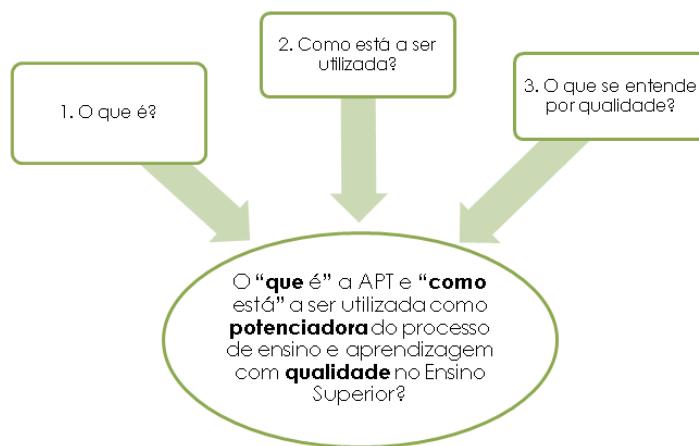 1. O que é?
2. Como está a ser
utilizada?
3. O que se entende
por qualidade?
O “que é” a APT e “como
está” a ser utilizada como
potenciadora do processo
de ensino e aprendizagem
com qualidade no Ensino
Superior?